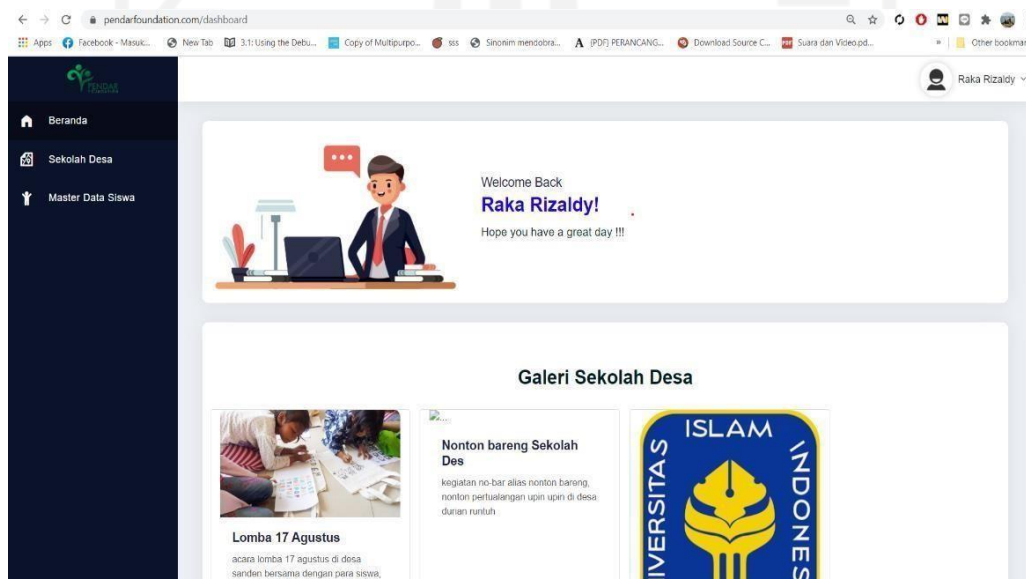 pendarfoundation.com/dashboard
Apps Facebook - Masuk... New Tab 3.1: Using the Debu... Copy of Multipurpo... sss Sinonim mendobra... [PDF] PERANCANG... Download Source C... Suara dan Video.pd... » Other bookmar
PENDAR
Raka Rizaldy
Beranda
Sekolah Desa
Master Data Siswa
Welcome Back
Raka Rizaldy!
Hope you have a great day !!!
Galeri Sekolah Desa
Lomba 17 Agustus
acara lomba 17 agustus di desa
sanden bersama dengan para siswa,
...
Nonton bareng Sekolah
Des
kegiatan no-bar alias nonton bareng,
nonton pertualangan upin upin di desa
durian runtuh
ISLAM
IVERSITAS
INDONES